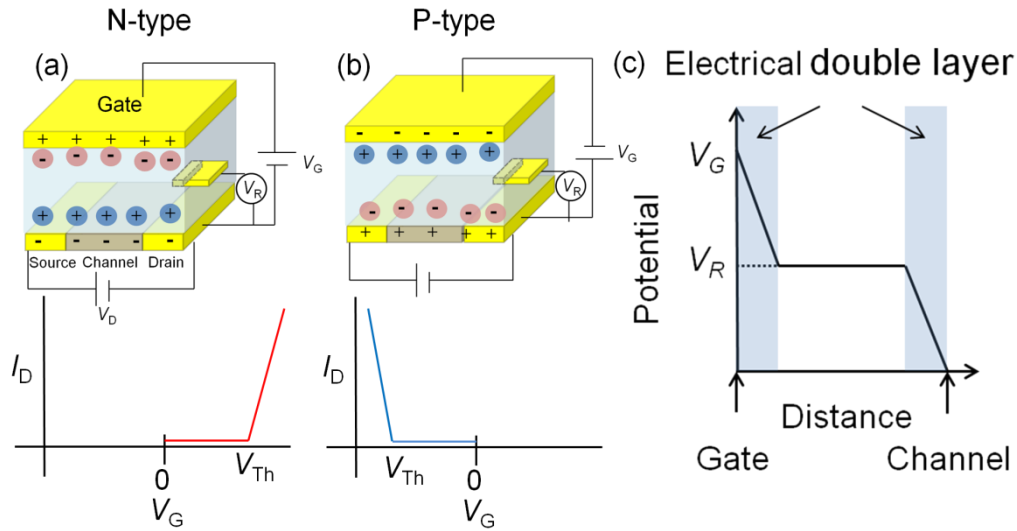 N-type
P-type
(a)
(b)
(c) Electrical double layer
Gate
+ + + + +
- - - - -
+ + + + +
- - - - -
Source Channel Drain
V_G
V_R
V_D
- - - - -
+ + + + +
- - - - -
+ + + + +
V_G
V_R
I_D
0
V_Th
V_G
I_D
V_Th
0
V_G
Potential
V_G
V_R
Distance
Gate
Channel